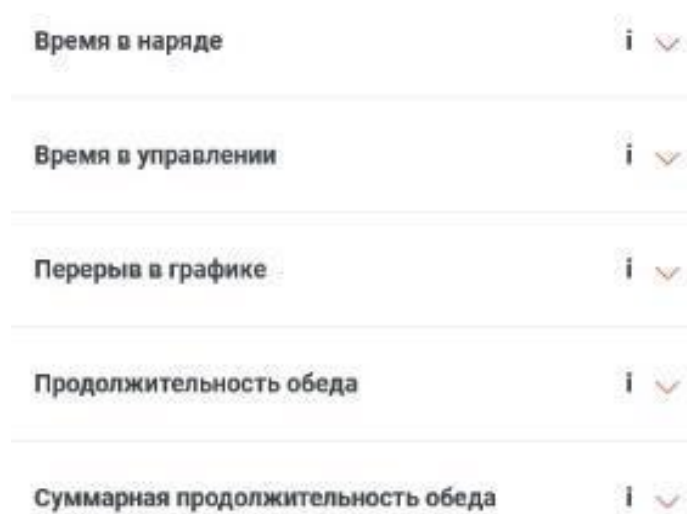 Время в наряде i
Время в управлении i
Перерыв в графике i
Продолжительность обеда i
Суммарная продолжительность обеда i